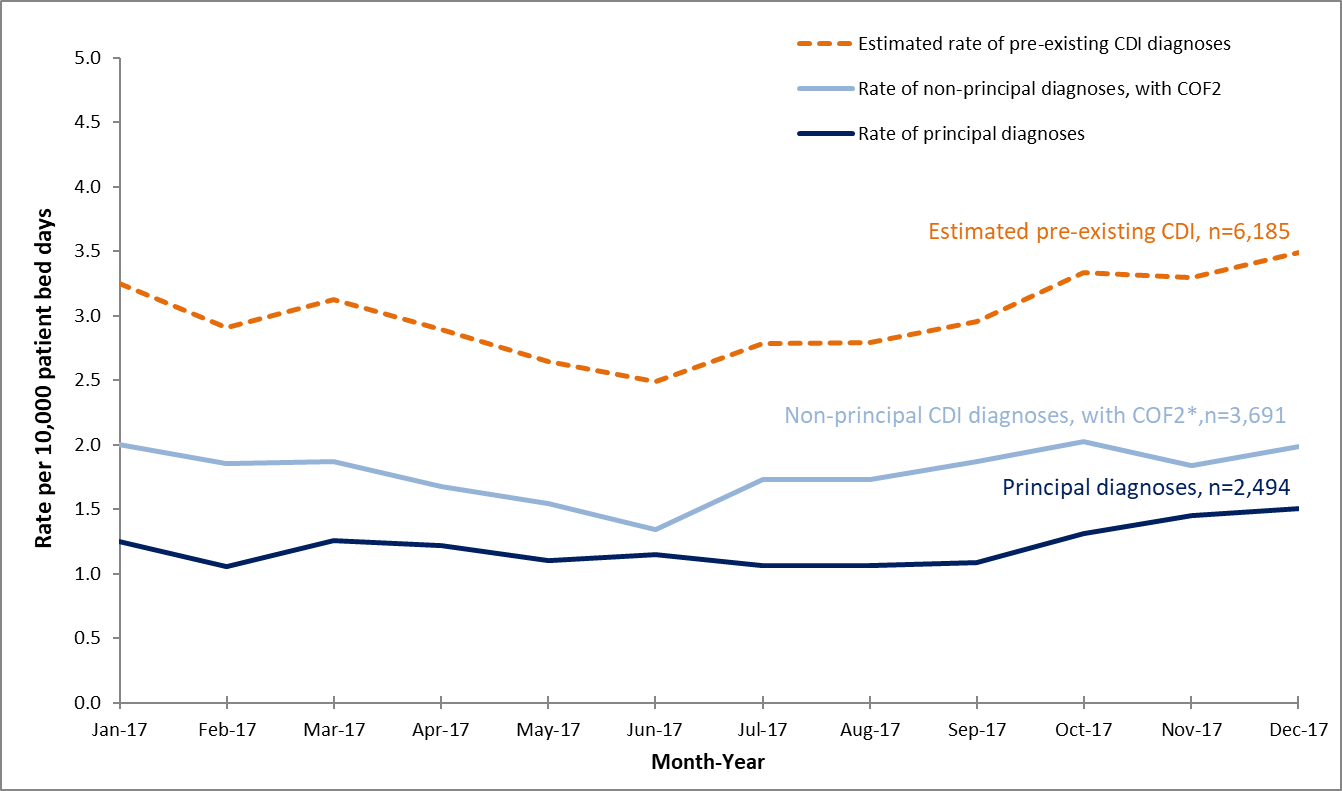 Estimated rate of pre-existing CDI diagnoses
Rate of non-principal diagnoses, with COF2
Rate of principal diagnoses
5.0
4.5
4.0
3.5
3.0
2.5
2.0
1.5
1.0
0.5
0.0
Rate per 10,000 patient bed days
Estimated pre-existing CDI, n=6,185
Non-principal CDI diagnoses, with COF2*,n=3,691
Principal diagnoses, n=2,494
Jan-17 Feb-17 Mar-17 Apr-17 May-17 Jun-17 Jul-17 Aug-17 Sep-17 Oct-17 Nov-17 Dec-17
Month-Year